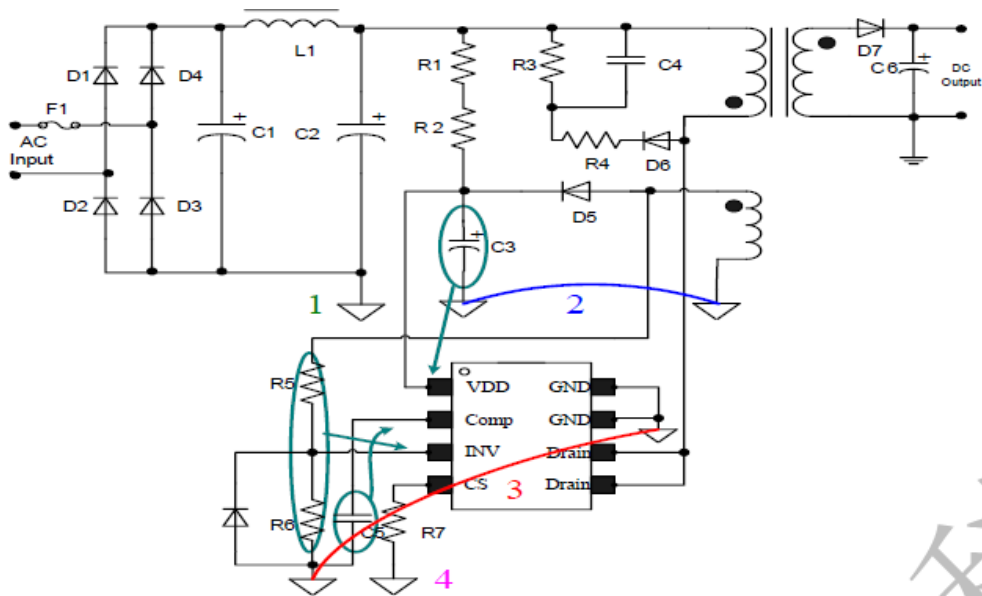 L1
D1
D4
F1
AC
Input
C1
C2
D2
D3
R1
R 2
R3
C4
R4
D6
D7
C6
DC
Output
D5
C3
1
2
R5
VDD
GND
Comp
GND
INV
Drain
CS
3
Drain
R6
C5
R7
4